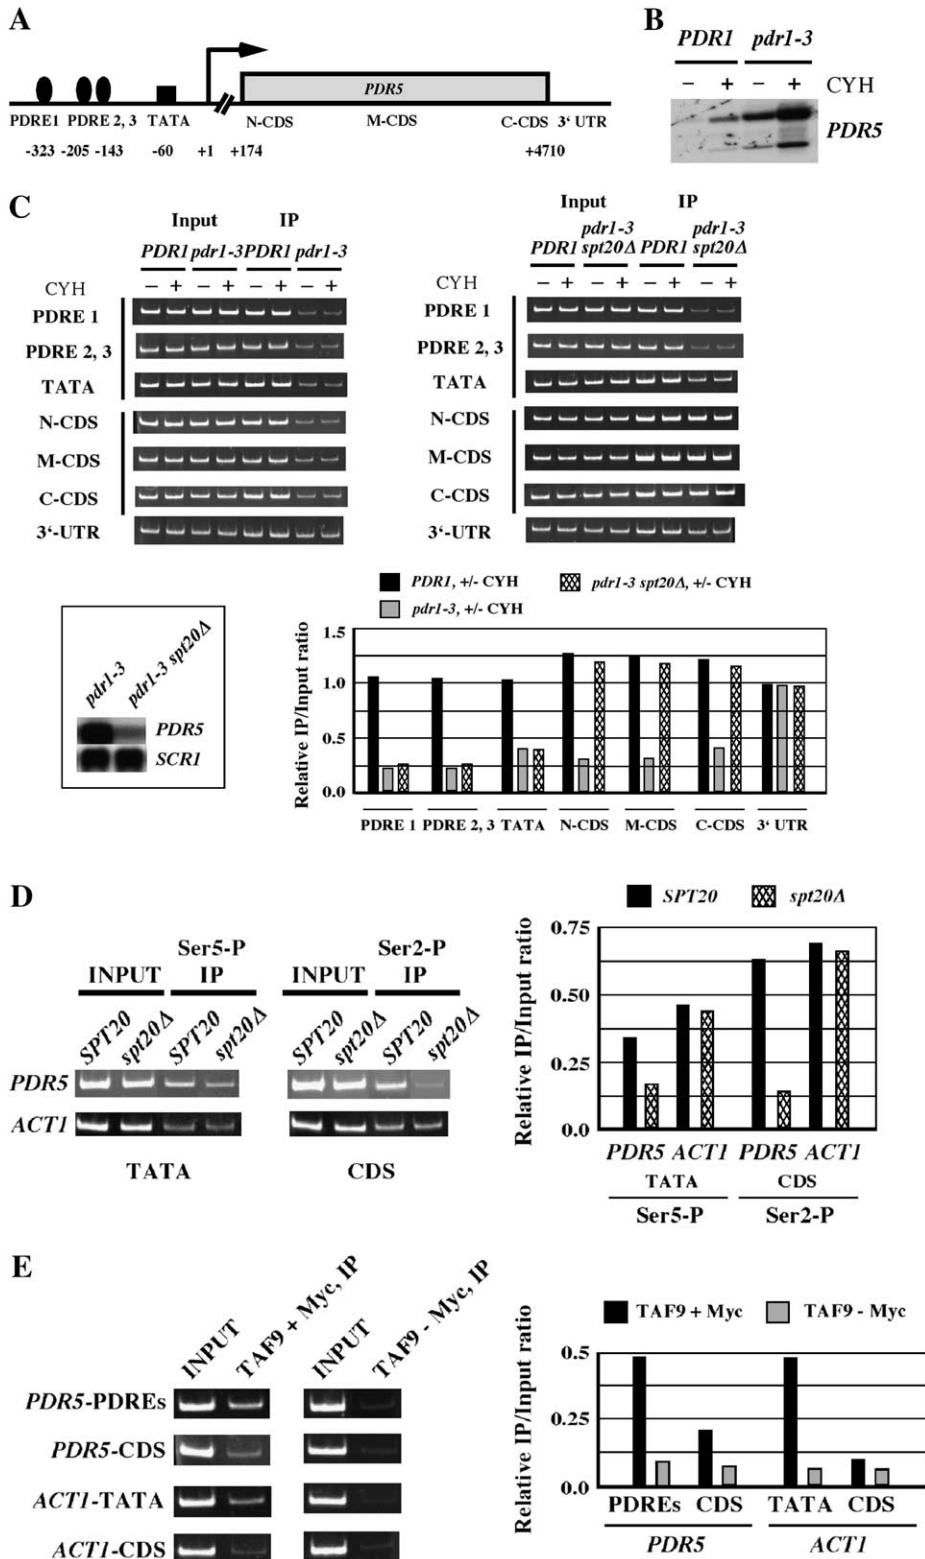 A
PDR5
PDRE1 PDRE 2, 3 TATA N-CDS M-CDS C-CDS 3‘ UTR
-323 -205 -143 -60 +1 +174 +4710
B
PDR1 pdr1-3
– + – + CYH
PDR5
C
Input IP
PDR1 pdr1-3 PDR1 pdr1-3
CYH – + – + – + – +
PDRE 1
PDRE 2, 3
TATA
N-CDS
M-CDS
C-CDS
3‘-UTR
Input IP
pdr1-3 pdr1-3
PDR1 spt20Δ PDR1 spt20Δ
CYH – + – + – + – +
PDRE 1
PDRE 2, 3
TATA
N-CDS
M-CDS
C-CDS
3‘-UTR
pdr1-3
pdr1-3 spt20Δ
PDR5
SCR1
PDR1, +/- CYH pdr1-3 spt20Δ, +/- CYH
pdr1-3, +/- CYH
Relative IP/Input ratio
1.5
1.0
0.5
0.0
PDRE 1 PDRE 2, 3 TATA N-CDS M-CDS C-CDS 3‘ UTR
D
Ser5-P Ser2-P
INPUT IP INPUT IP
SPT20 spt20Δ SPT20 spt20Δ SPT20 spt20Δ SPT20 spt20Δ
PDR5
ACT1
TATA CDS
SPT20 spt20Δ
Relative IP/Input ratio
0.75
0.50
0.25
0.0
PDR5 ACT1 PDR5 ACT1
TATA CDS
Ser5-P Ser2-P
E
INPUT TAF9 + Myc, IP INPUT TAF9 - Myc, IP
PDR5-PDREs
PDR5-CDS
ACT1-TATA
ACT1-CDS
TAF9 + Myc TAF9 - Myc
Relative IP/Input ratio
0.5
0.25
0.0
PDREs CDS TATA CDS
PDR5 ACT1